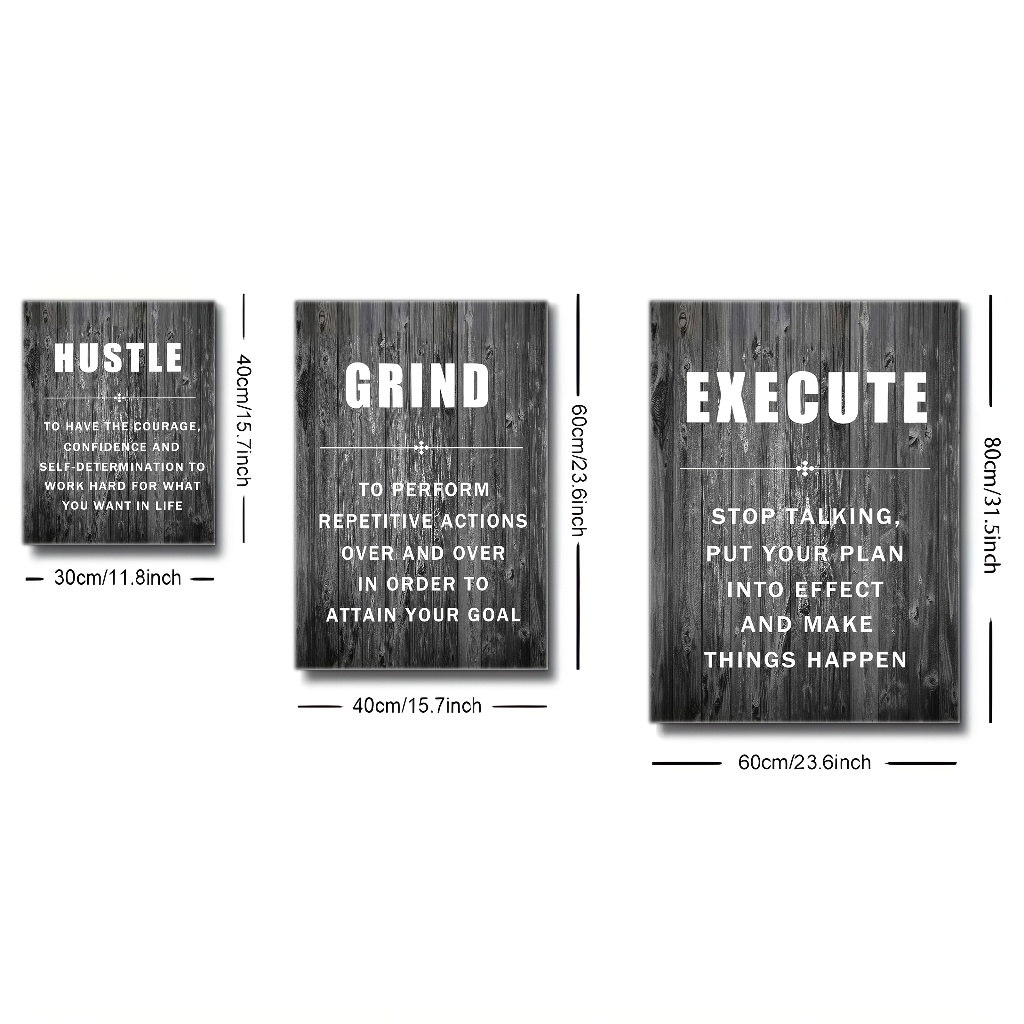 HUSTLE
TO HAVE THE COURAGE,
CONFIDENCE AND
SELF-DETERMINATION TO
WORK HARD FOR WHAT
YOU WANT IN LIFE
40cm/15.7inch
30cm/11.8inch
GRIND
TO PERFORM
REPETITIVE ACTIONS
OVER AND OVER
IN ORDER TO
ATTAIN YOUR GOAL
60cm/23.6inch
40cm/15.7inch
EXECUTE
STOP TALKING,
PUT YOUR PLAN
INTO EFFECT
AND MAKE
THINGS HAPPEN
80cm/31.5inch
60cm/23.6inch